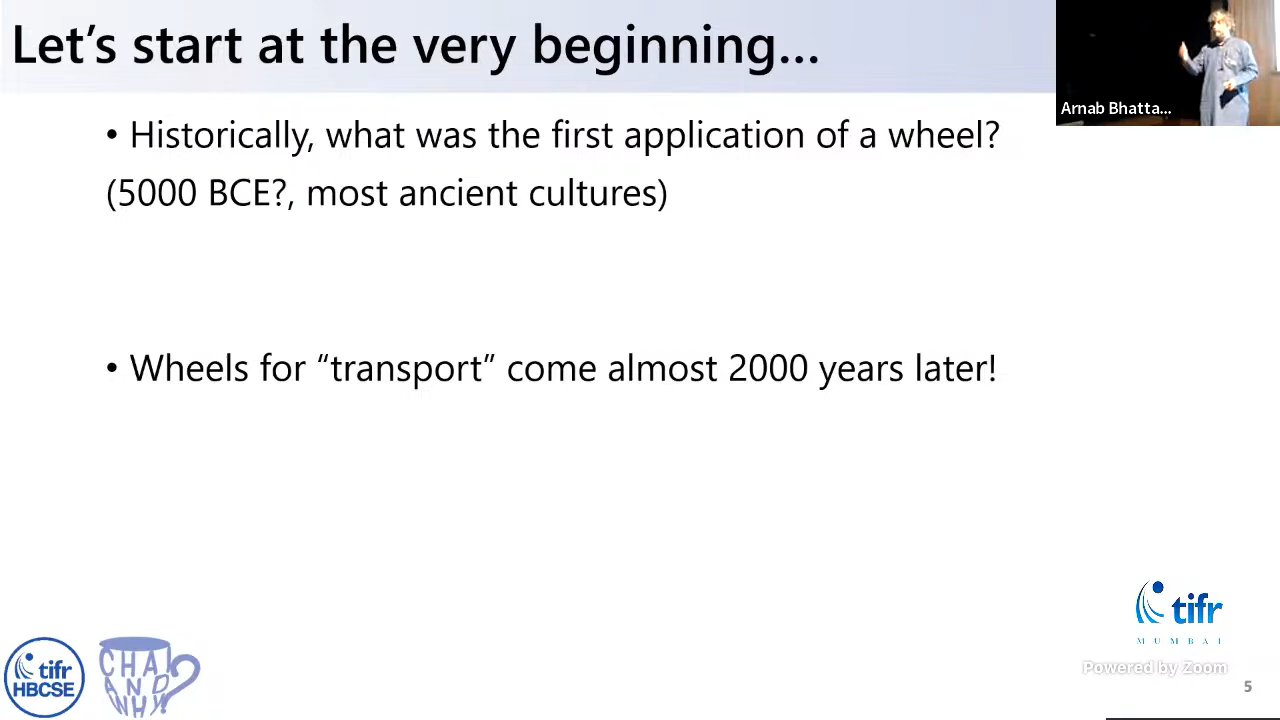 Let's start at the very beginning...
Arnab Bhatta...
• Historically, what was the first application of a wheel?
(5000 BCE?, most ancient cultures)
• Wheels for “transport” come almost 2000 years later!
tifr
MUMBAI
Powered by Zoom
5
tifr
HBCSE
CHAI
AND
WHY?